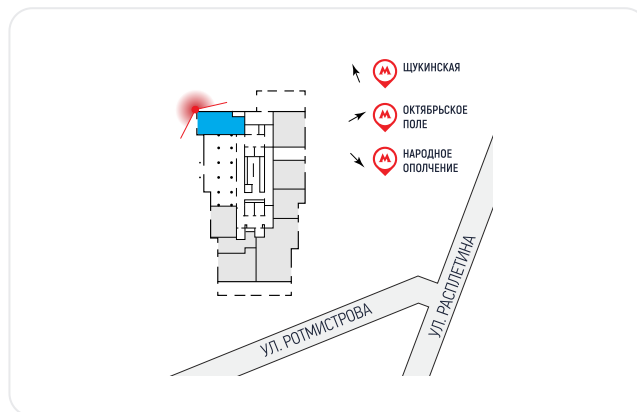 М ЩУКИНСКАЯ
М ОКТЯБРЬСКОЕ
ПОЛЕ
М НАРОДНОЕ
ОПОЛЧЕНИЕ
УЛ. РАСПЛЕТИНА
УЛ. РОТМИСТРОВА